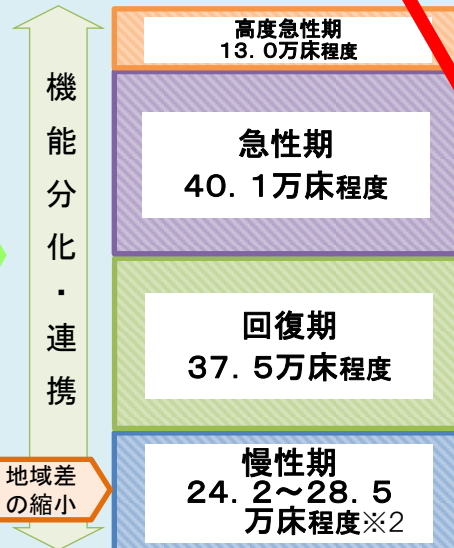 機能分化・連携
地域差
の縮小
高度急性期
13.0万床程度
急性期
40.1万床程度
回復期
37.5万床程度
慢性期
24.2～28.5
万床程度※2